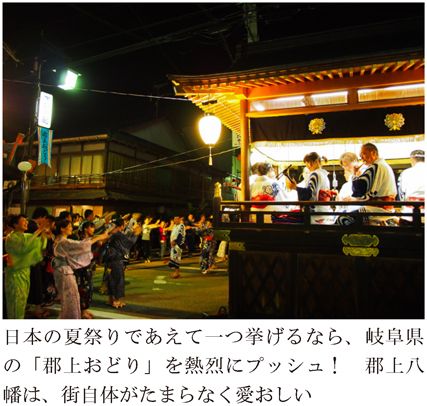 日本の夏祭りであえて一つ挙げるなら、岐阜県
の「郡上おどり」を熱烈にプッシュ！　郡上八
幡は、街自体がたまらなく愛おしい